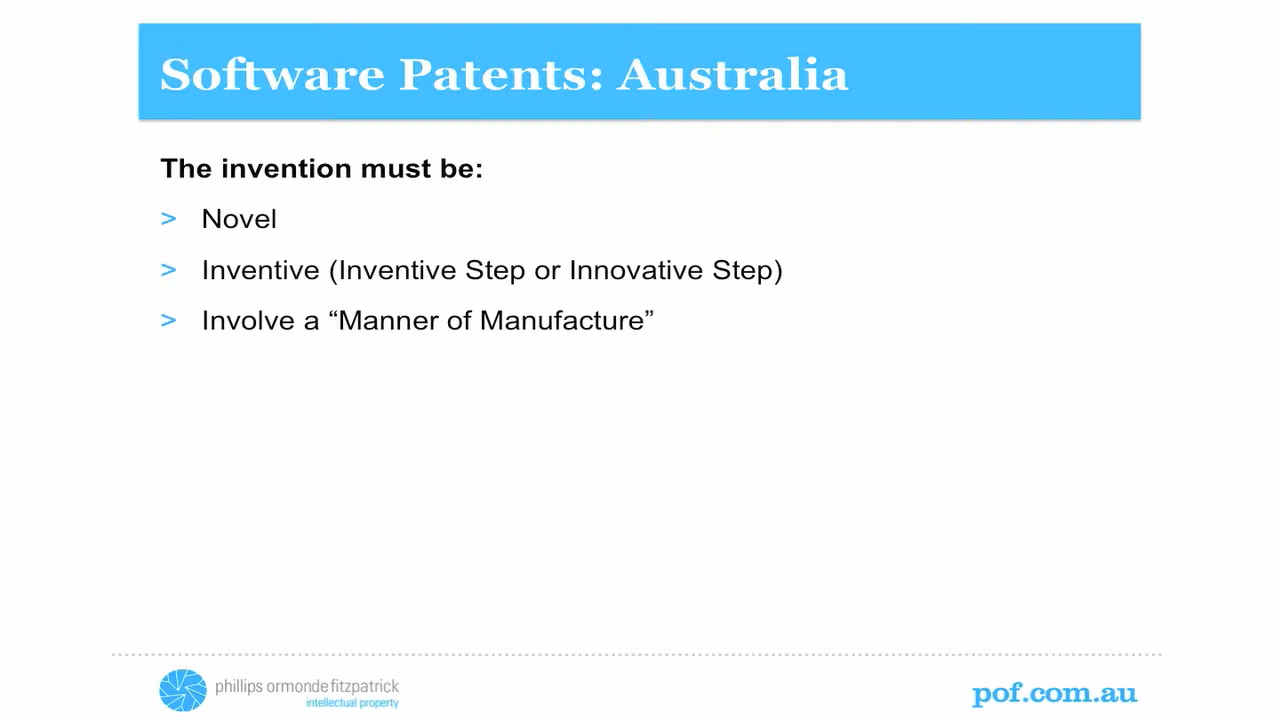 Software Patents: Australia
The invention must be:
> Novel
> Inventive (Inventive Step or Innovative Step)
> Involve a “Manner of Manufacture”
phillips ormonde fitzpatrick
intellectual property
pof.com.au